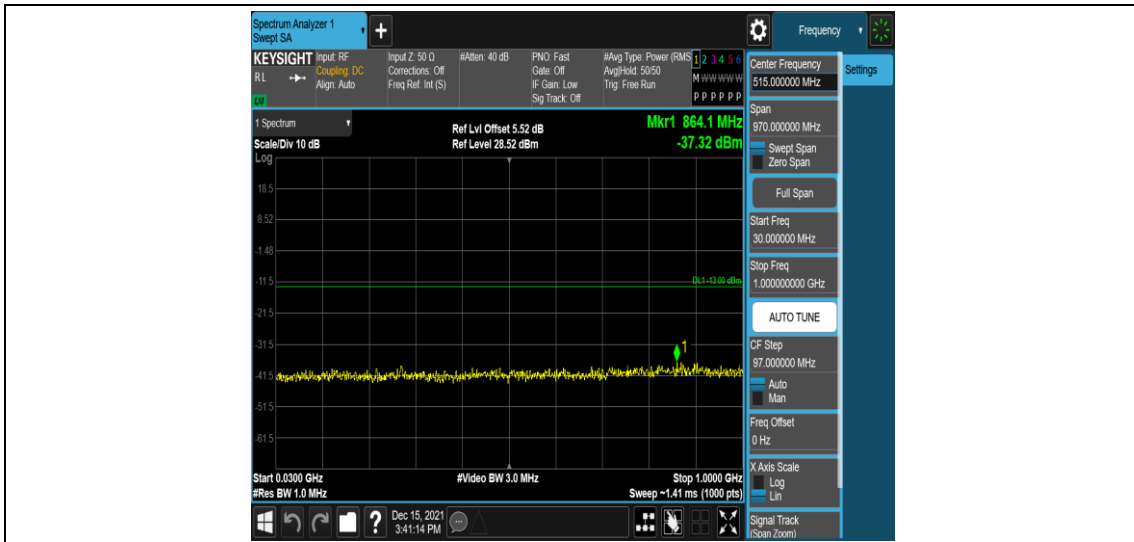 Spectrum Analyzer 1
Swept SA
+
Frequency
KEYSIGHT
RL
LXI
Input: RF
Coupling: DC
Align: Auto
Input Z: 50 Ω
Corrections: Off
Freq Ref: Int (S)
#Atten: 40 dB
PNO: Fast
Gate: Off
IF Gain: Low
Sig Track: Off
#Avg Type: Power (RMS
Avg|Hold: 50/50
Trig: Free Run
1 2 3 4 5 6
M W W W W W
P P P P P P
1 Spectrum
Scale/Div 10 dB
Ref Lvl Offset 5.52 dB
Ref Level 28.52 dBm
Mkr1 864.1 MHz
-37.32 dBm
Log
18.5
8.52
-1.48
-11.5
-21.5
-31.5
-41.5
-51.5
-61.5
DL1 -13.00 dBm
1
Start 0.0300 GHz
#Res BW 1.0 MHz
#Video BW 3.0 MHz
Stop 1.0000 GHz
Sweep ~1.41 ms (1000 pts)
Center Frequency
515.000000 MHz
Settings
Span
970.000000 MHz
Swept Span
Zero Span
Full Span
Start Freq
30.000000 MHz
Stop Freq
1.000000000 GHz
AUTO TUNE
CF Step
97.000000 MHz
Auto
Man
Freq Offset
0 Hz
X Axis Scale
Log
Lin
Signal Track
(Span Zoom)
?
Dec 15, 2021
3:41:14 PM